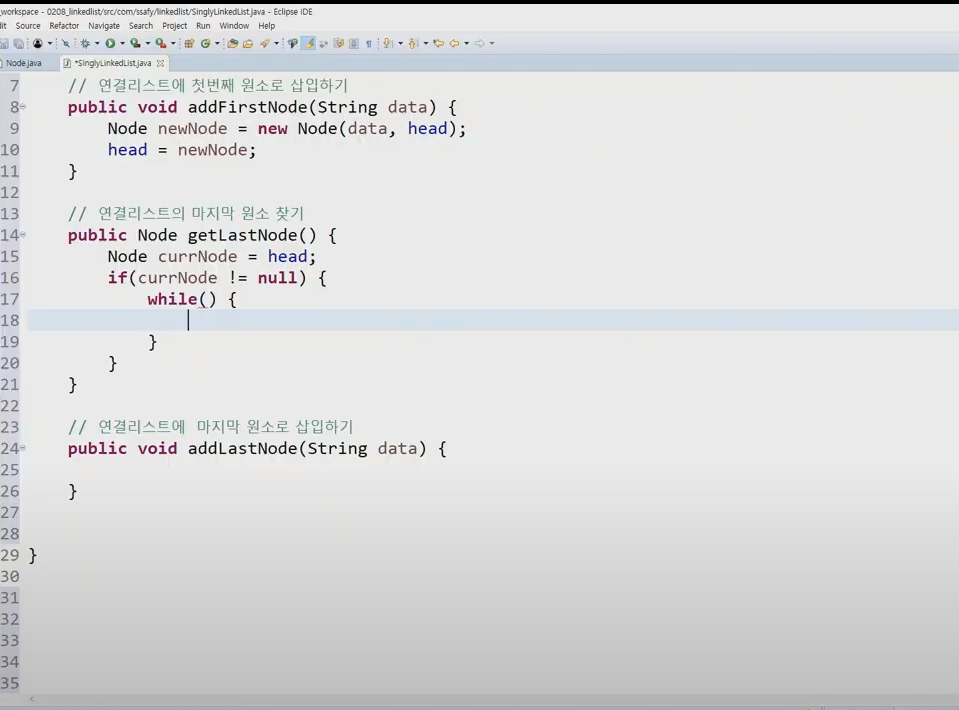 workspace - 0208_linkedlist/src/com/ssafy/linkedlist/SinglyLinkedList.java - Eclipse IDE
dit Source Refactor Navigate Search Project Run Window Help
Node.java *SinglyLinkedList.java
7 // 연결리스트에 첫번째 원소로 삽입하기
8 public void addFirstNode(String data) {
9 Node newNode = new Node(data, head);
10 head = newNode;
11 }
12
13 // 연결리스트의 마지막 원소 찾기
14 public Node getLastNode() {
15 Node currNode = head;
16 if(currNode != null) {
17 while() {
18
19 }
20 }
21 }
22
23 // 연결리스트에  마지막 원소로 삽입하기
24 public void addLastNode(String data) {
25
26 }
27
28
29 }
30
31
32
33
34
35